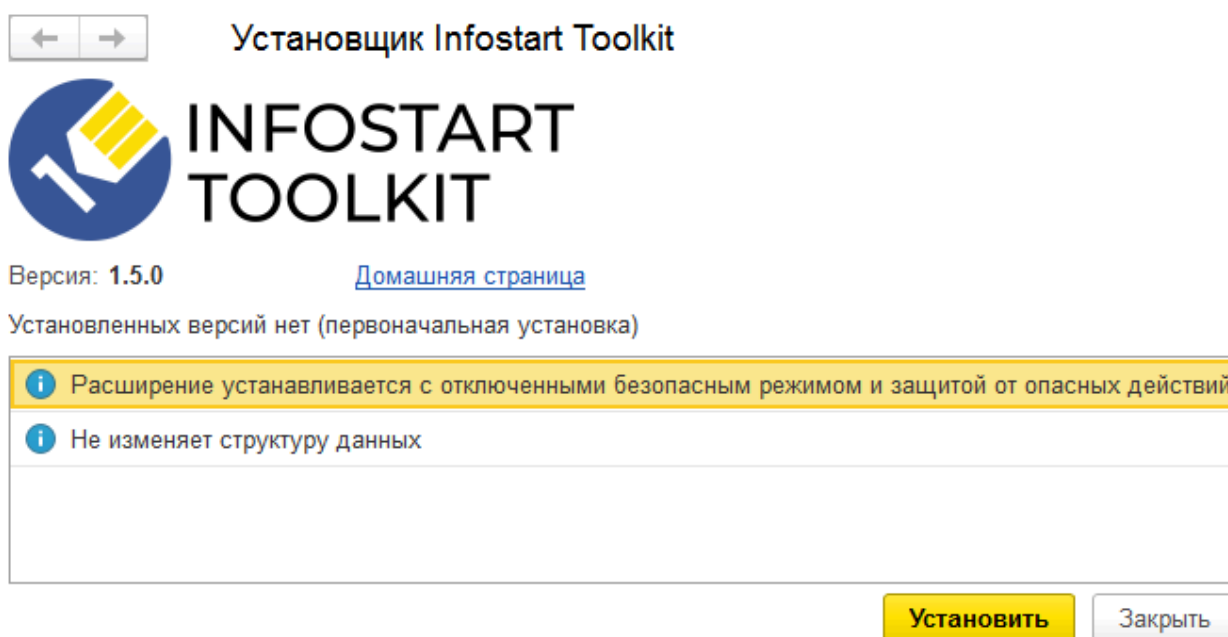 Установщик Infostart Toolkit
INFOSTART
TOOLKIT
Версия: 1.5.0 Домашняя страница
Установленных версий нет (первоначальная установка)
Расширение устанавливается с отключенными безопасным режимом и защитой от опасных действий
Не изменяет структуру данных
Установить Закрыть